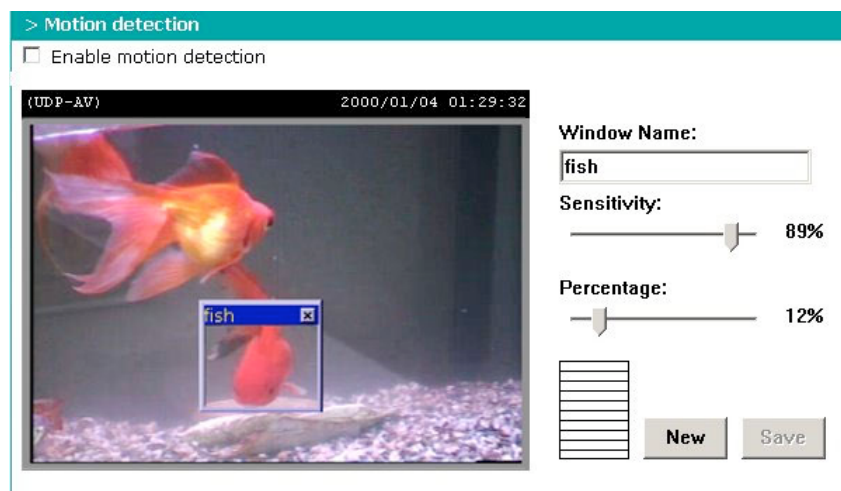 > Motion detection
Enable motion detection
(UDP-AV) 2000/01/04 01:29:32
Window Name:
fish
Sensitivity:
89%
fish
Percentage:
12%
New Save